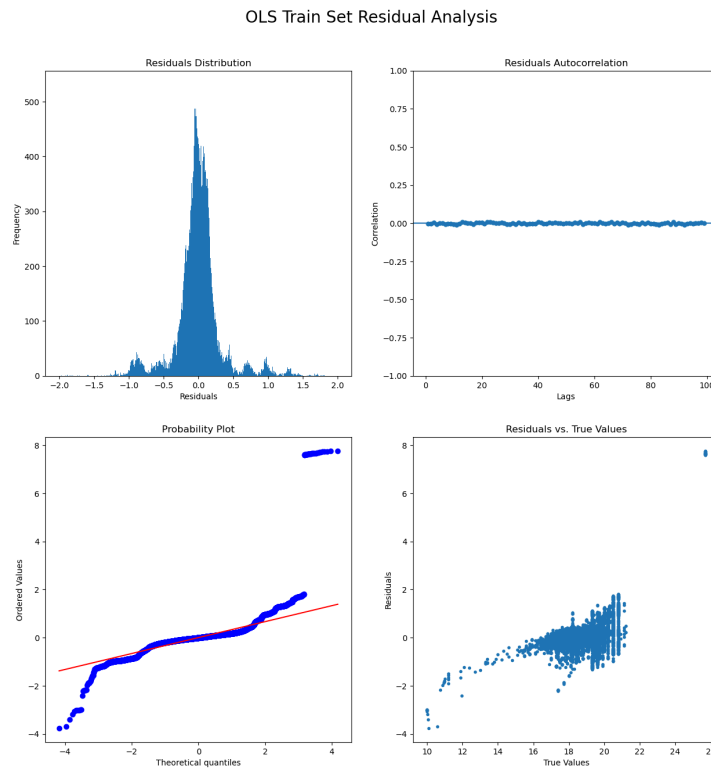 OLS Train Set Residual Analysis
Residuals Distribution
Frequency
500
400
300
200
100
0
−2.0 −1.5 −1.0 −0.5 0.0 0.5 1.0 1.5 2.0
Residuals
Residuals Autocorrelation
Correlation
1.00
0.75
0.50
0.25
0.00
−0.25
−0.50
−0.75
−1.00
0 20 40 60 80 100
Lags
Probability Plot
Ordered Values
8
6
4
2
0
−2
−4
−4 −2 0 2 4
Theoretical quantiles
Residuals vs. True Values
Residuals
8
6
4
2
0
−2
−4
10 12 14 16 18 20 22 24 26
True Values